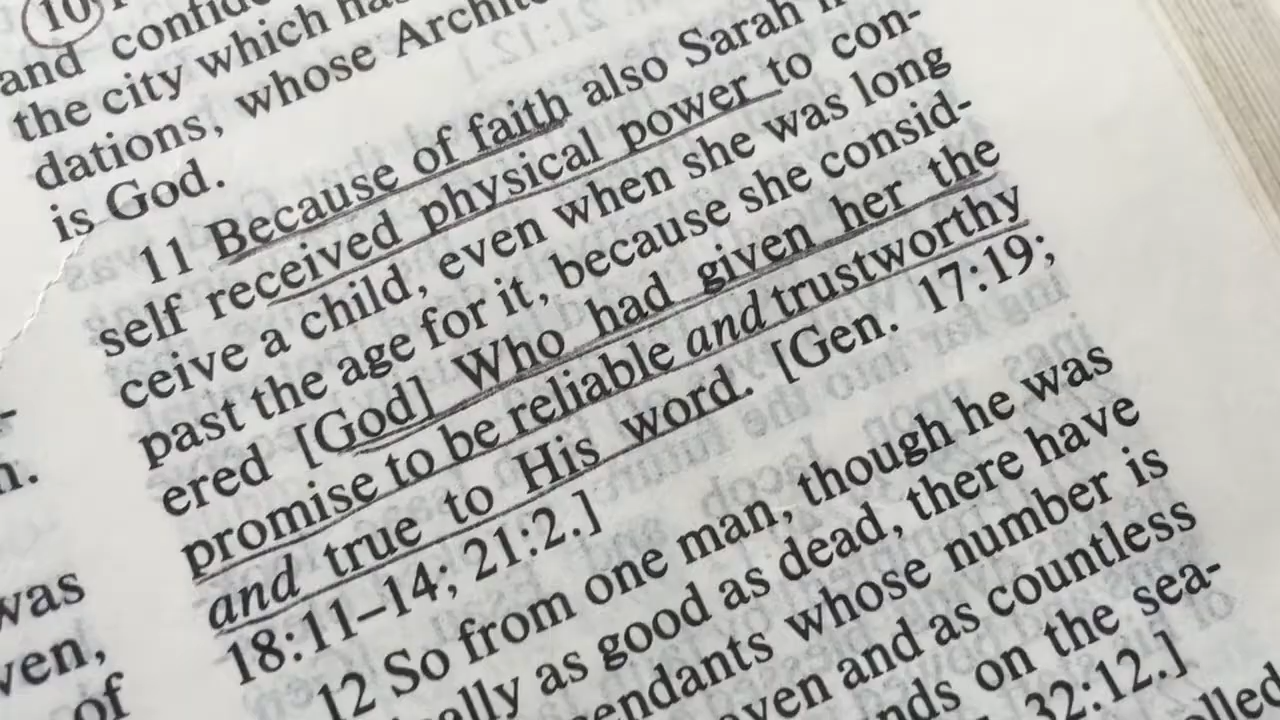 10
and confid
the city which ha
dations, whose Archit
is God.
11 Because of faith also Sarah
self received physical power to con-
ceive a child, even when she was long
past the age for it, because she consid-
ered [God] Who had given her the
promise to be reliable and trustworthy
and true to His word. [Gen. 17:19;
18:11–14; 21:2.]
12 So from one man, though he was
ally as good as dead, there have
endants whose number is
ven and as countless
nds on the sea-
32:12.]
lled
n.
was
ven,
of